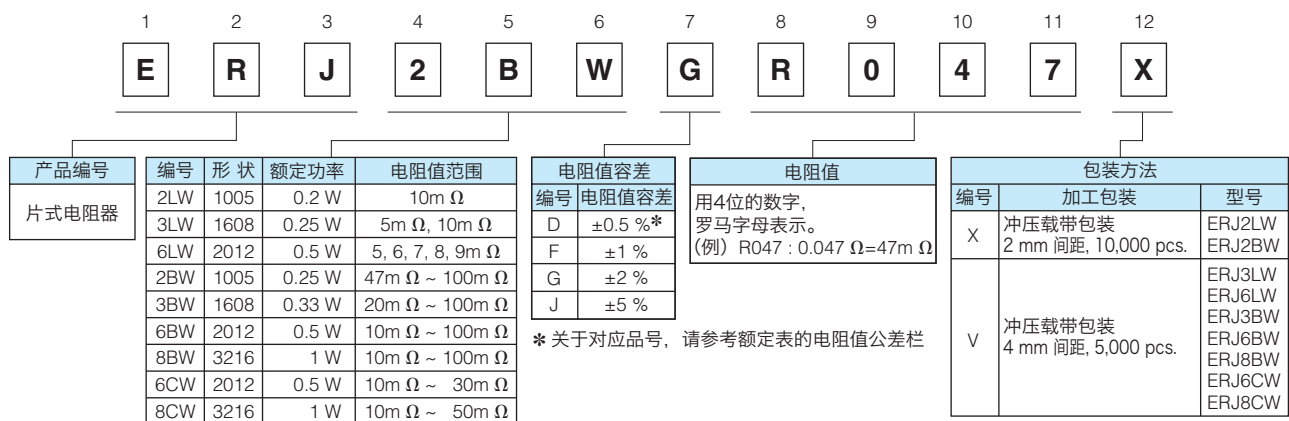 1 2 3 4 5 6 7 8 9 10 11 12
E R J 2 B W G R 0 4 7 X
产品编号
片式电阻器
编号 形 状 额定功率 电阻值范围
2LW 1005 0.2 W 10m Ω
3LW 1608 0.25 W 5m Ω, 10m Ω
6LW 2012 0.5 W 5, 6, 7, 8, 9m Ω
2BW 1005 0.25 W 47m Ω ~ 100m Ω
3BW 1608 0.33 W 20m Ω ~ 100m Ω
6BW 2012 0.5 W 10m Ω ~ 100m Ω
8BW 3216 1 W 10m Ω ~ 100m Ω
6CW 2012 0.5 W 10m Ω ~ 30m Ω
8CW 3216 1 W 10m Ω ~ 50m Ω
电阻值容差
编号 电阻值容差
D ±0.5 %*
F ±1 %
G ±2 %
J ±5 %
* 关于对应品号，请参考额定表的电阻值公差栏
电阻值
用4位的数字，
罗马字母表示。
(例) R047 : 0.047 Ω=47m Ω
包装方法
编号 加工包装 型号
X 冲压载带包装
2 mm 间距, 10,000 pcs.
ERJ2LW
ERJ2BW
V 冲压载带包装
4 mm 间距, 5,000 pcs.
ERJ3LW
ERJ6LW
ERJ3BW
ERJ6BW
ERJ8BW
ERJ6CW
ERJ8CW